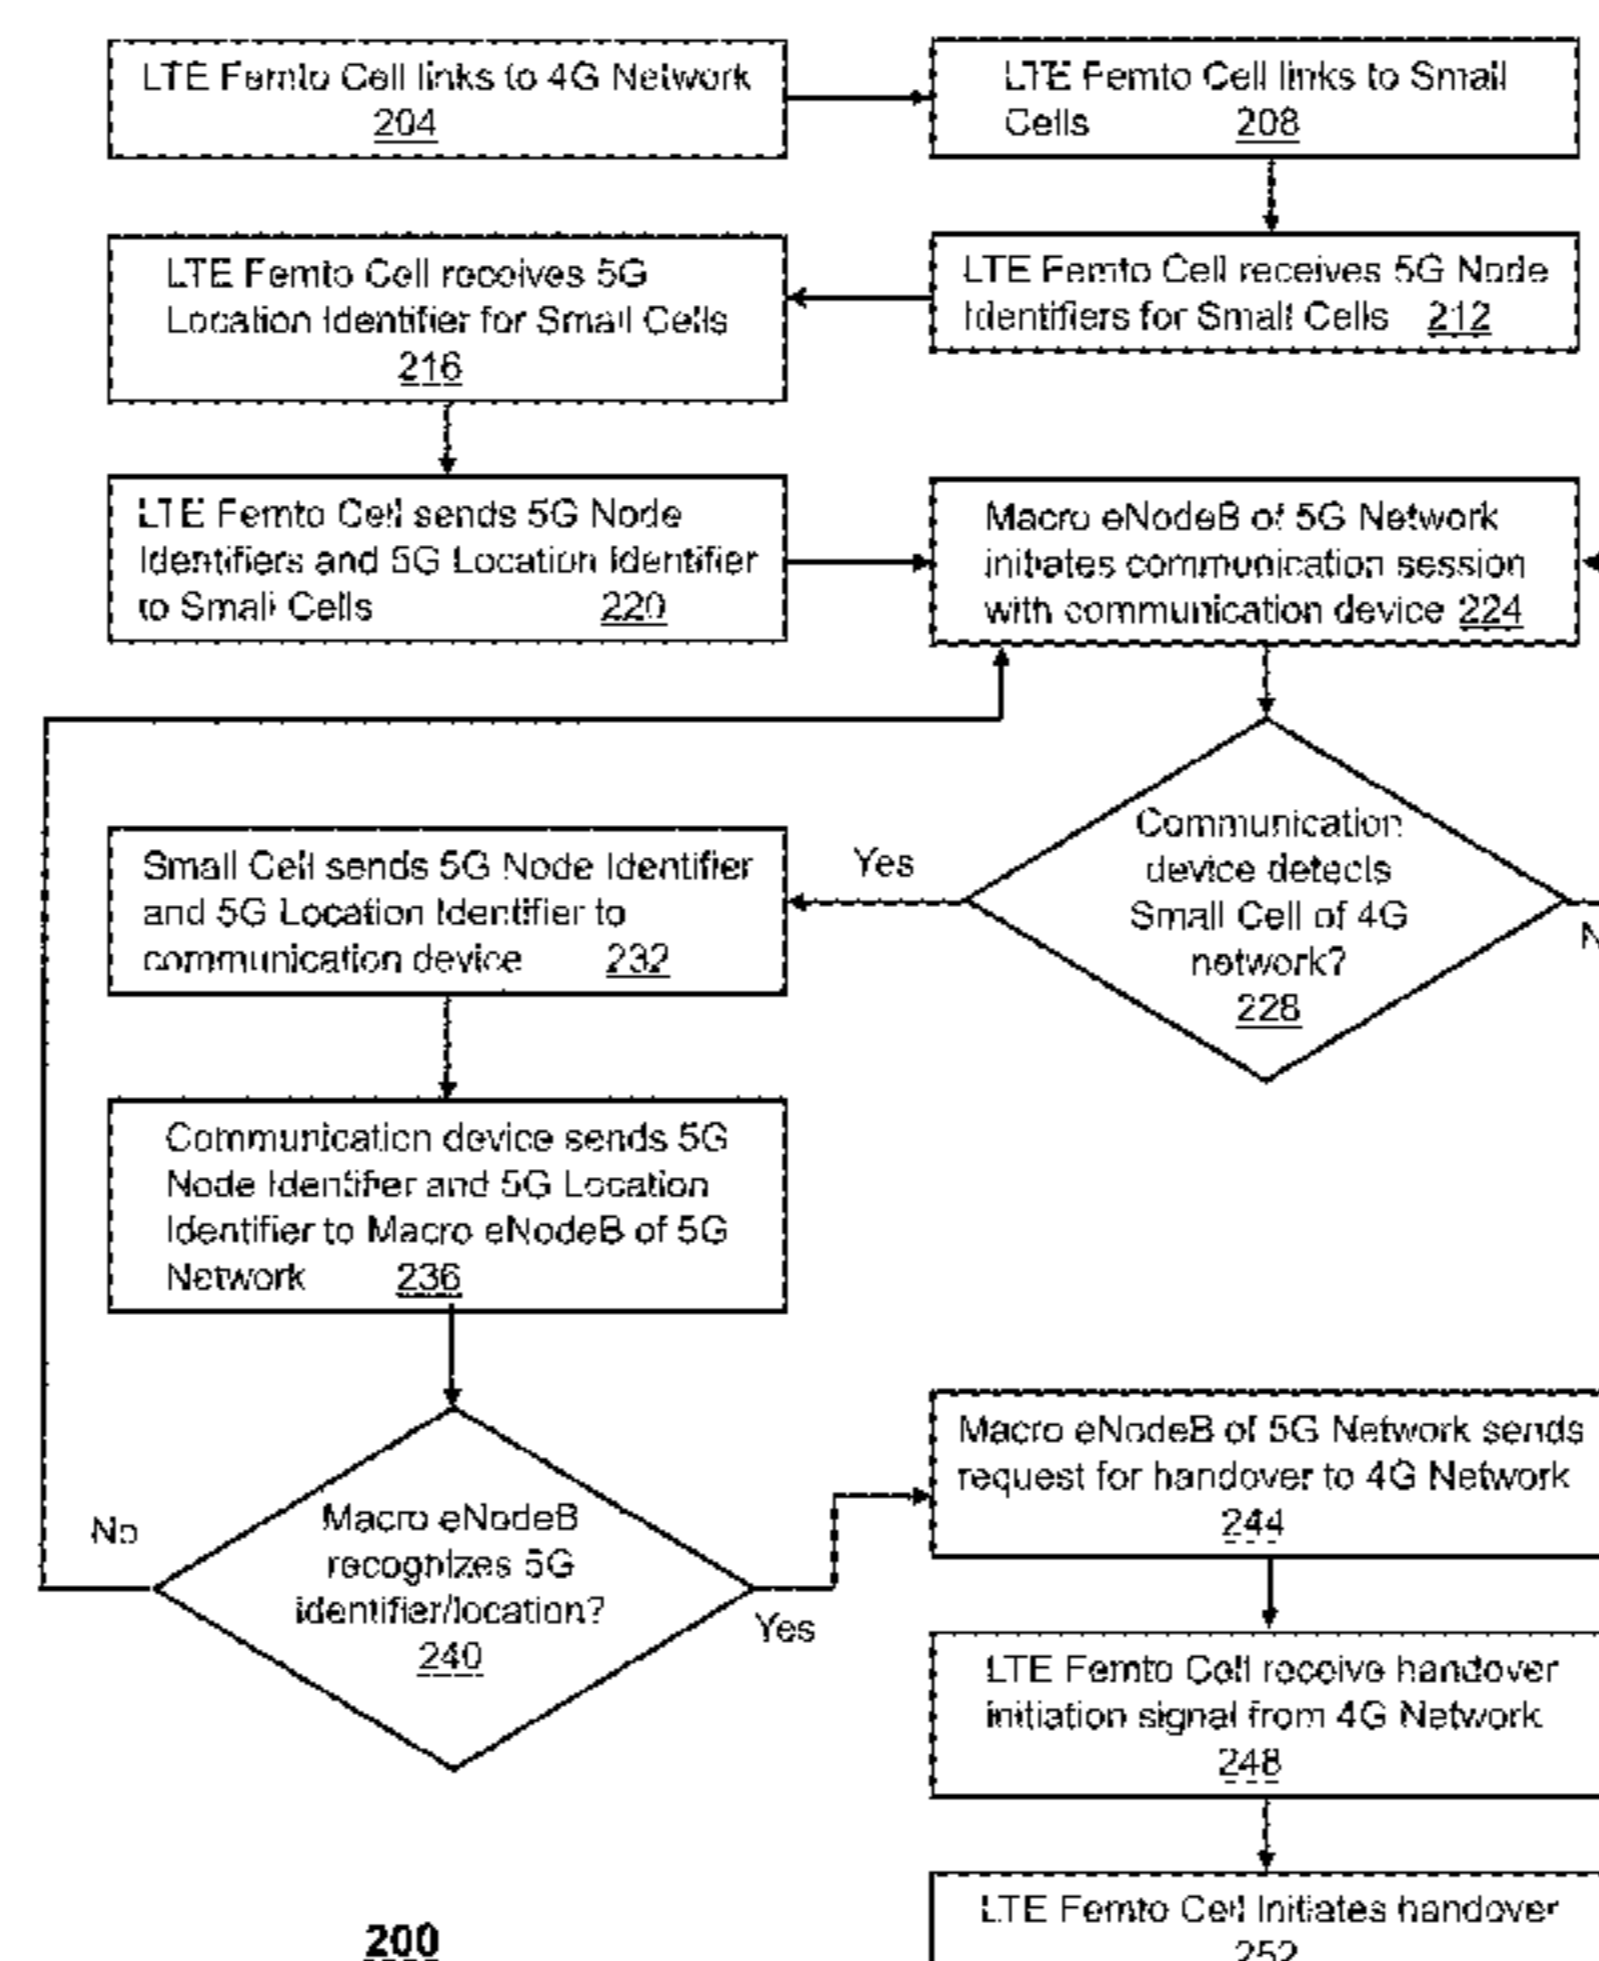 LTE Femto Cell links to 4G Network
204
LTE Femto Cell links to Small
Cells 208
LTE Femto Cell receives 5G Node
Identifiers for Small Cells 212
LTE Femto Cell receives 5G
Location Identifier for Small Cells
216
LTE Femto Cell sends 5G Node
Identifiers and 5G Location Identifier
to Small Cells 220
Macro eNodeB of 5G Network
initiates communication session
with communication device 224
Communication
device detects
Small Cell of 4G
network?
228
Yes
Small Cell sends 5G Node Identifier
and 5G Location Identifier to
communication device 232
Communication device sends 5G
Node Identifier and 5G Location
Identifier to Macro eNodeB of 5G
Network 236
Macro eNodeB
recognizes 5G
identifier/location?
240
No
Yes
Macro eNodeB of 5G Network sends
request for handover to 4G Network
244
LTE Femto Cell receive handover
initiation signal from 4G Network
248
LTE Femto Cell Initiates handover
252
200